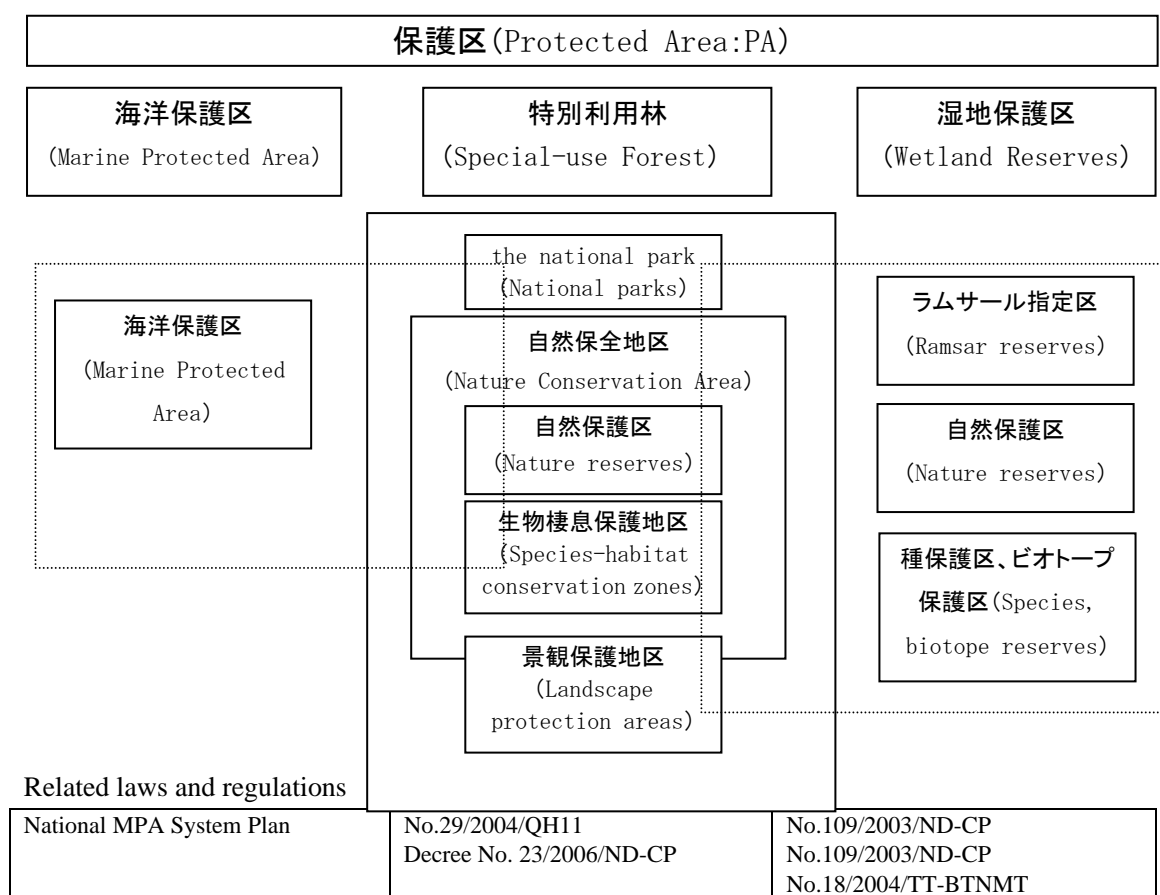 保護区(Protected Area:PA)
海洋保護区
(Marine Protected Area)
特別利用林
(Special-use Forest)
湿地保護区
(Wetland Reserves)
海洋保護区
(Marine Protected
Area)
the national park
(National parks)
自然保全地区
(Nature Conservation Area)
自然保護区
(Nature reserves)
生物棲息保護地区
(Species-habitat
conservation zones)
景観保護地区
(Landscape
protection areas)
ラムサール指定区
(Ramsar reserves)
自然保護区
(Nature reserves)
種保護区、ビオトープ
保護区(Species,
biotope reserves)
Related laws and regulations
National MPA System Plan
No.29/2004/QH11
Decree No. 23/2006/ND-CP
No.109/2003/ND-CP
No.109/2003/ND-CP
No.18/2004/TT-BTNMT